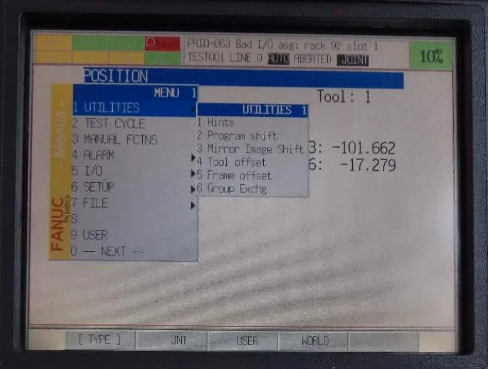 PRIO-063 Bad I/O asg: rack 92 slot 1
TEST001 LINE 0 AUTO ABORTED JOINT
10%
POSITION
Tool: 1
MENU 1
1 UTILITIES
2 TEST CYCLE
3 MANUAL FCTNS
4 ALARM
5 I/O
6 SETUP
7 FILE
8
9 USER
0 -- NEXT --
UTILITIES 1
1 Hints
2 Program shift
3 Mirror Image Shift
4 Tool offset
5 Frame offset
6 Group Exchg
3: -101.662
6: -17.279
- Menus -
FANUC
Robotics
[ TYPE ] JNT USER WORLD